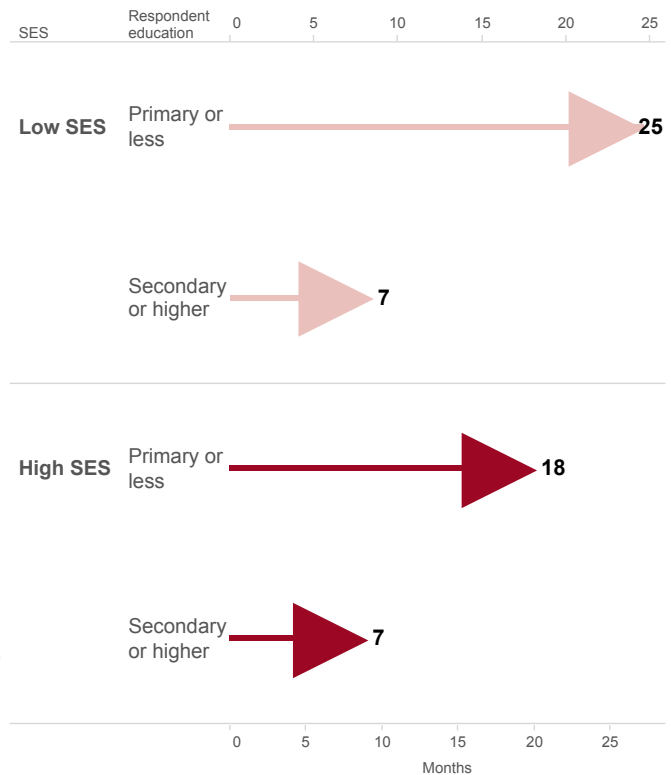 SES
Respondent
education
0 5 10 15 20 25
Low SES
Primary or
less
25
Secondary
or higher
7
High SES
Primary or
less
18
Secondary
or higher
7
0 5 10 15 20 25
Months